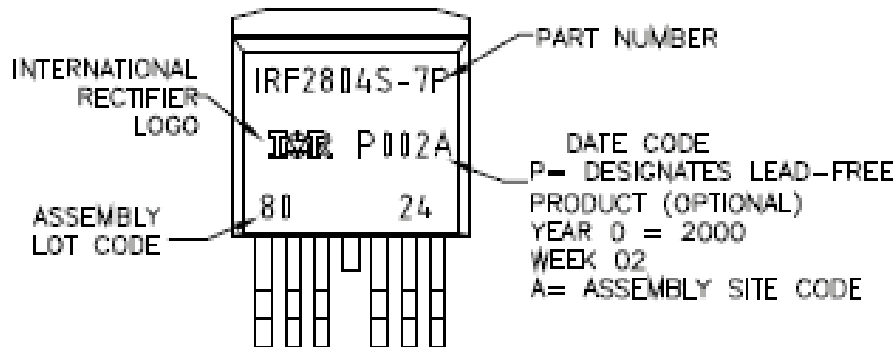 PART NUMBER
INTERNATIONAL
RECTIFIER
LOGO
IRF2804S-7P
IOR P002A
80 24
ASSEMBLY
LOT CODE
DATE CODE
P= DESIGNATES LEAD-FREE
PRODUCT (OPTIONAL)
YEAR 0 = 2000
WEEK 02
A= ASSEMBLY SITE CODE